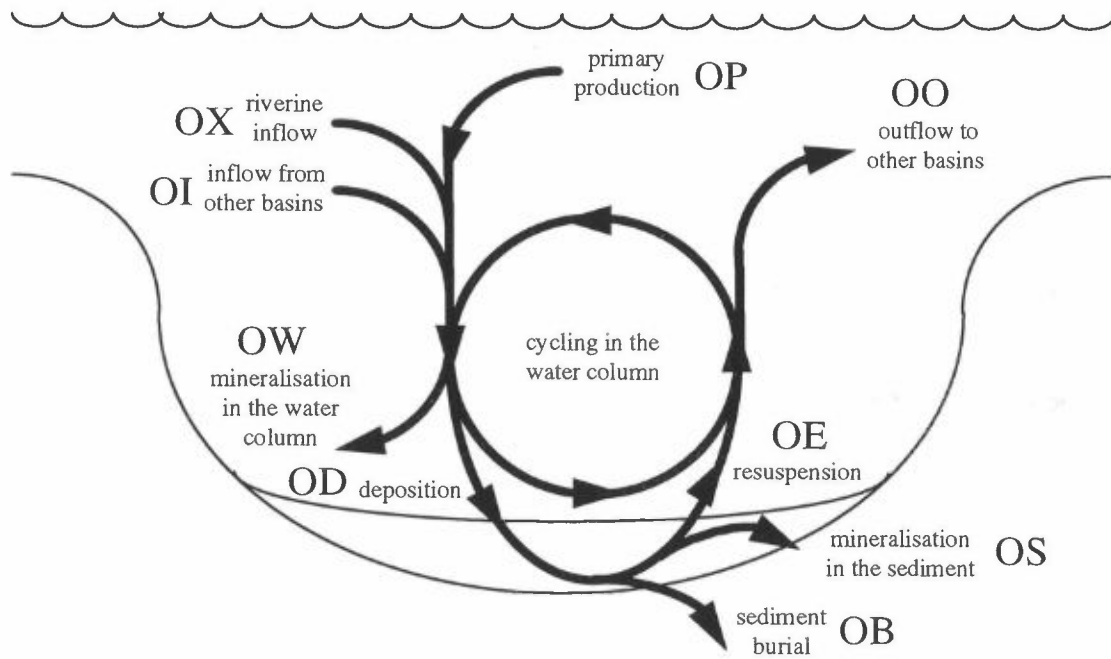 primary
production OP
OX riverine
inflow
OO
outflow to
other basins
OI inflow from
other basins
OW
mineralisation
in the water
column
cycling in the
water column
OE
resuspension
OD deposition
mineralisation
in the sediment OS
sediment
burial OB